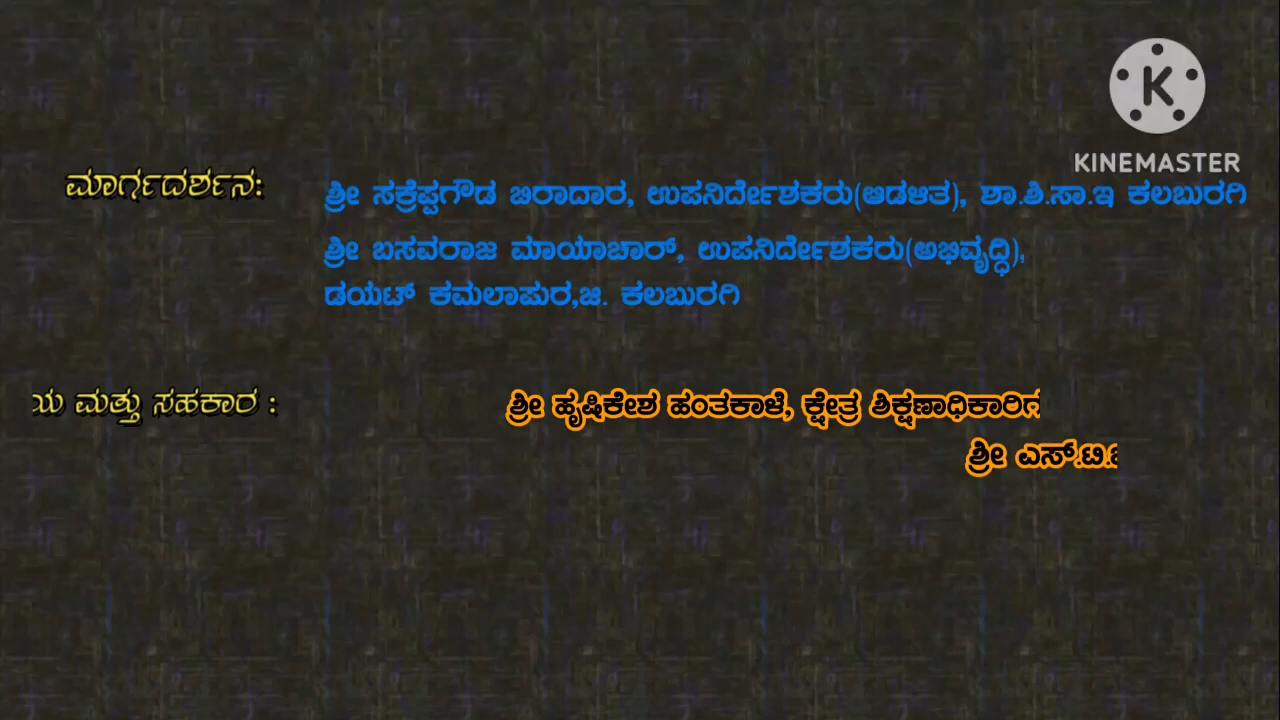 KINEMASTER
ಮಾರ್ಗದರ್ಶನ:
ಶ್ರೀ ಸಕ್ರೆಪ್ಪಗೌಡ ಬಿರಾದಾರ, ಉಪನಿರ್ದೇಶಕರು(ಆಡಳಿತ), ಶಾ.ಶಿ.ಸಾ.ಇ ಕಲಬುರಗಿ
ಶ್ರೀ ಬಸವರಾಜ ಮಾಯಾಚಾರ್, ಉಪನಿರ್ದೇಶಕರು(ಅಭಿವೃದ್ಧಿ),
ಡಯಟ್ ಕಮಲಾಪುರ,ಜಿ. ಕಲಬುರಗಿ
ಮತ್ತು ಸಹಕಾರ :
ಶ್ರೀ ಹೃಷಿಕೇಶ ಹಂತಕಾಳೆ, ಕ್ಷೇತ್ರ ಶಿಕ್ಷಣಾಧಿಕಾರಿಗ
ಶ್ರೀ ಎಸ್.ಟಿ.